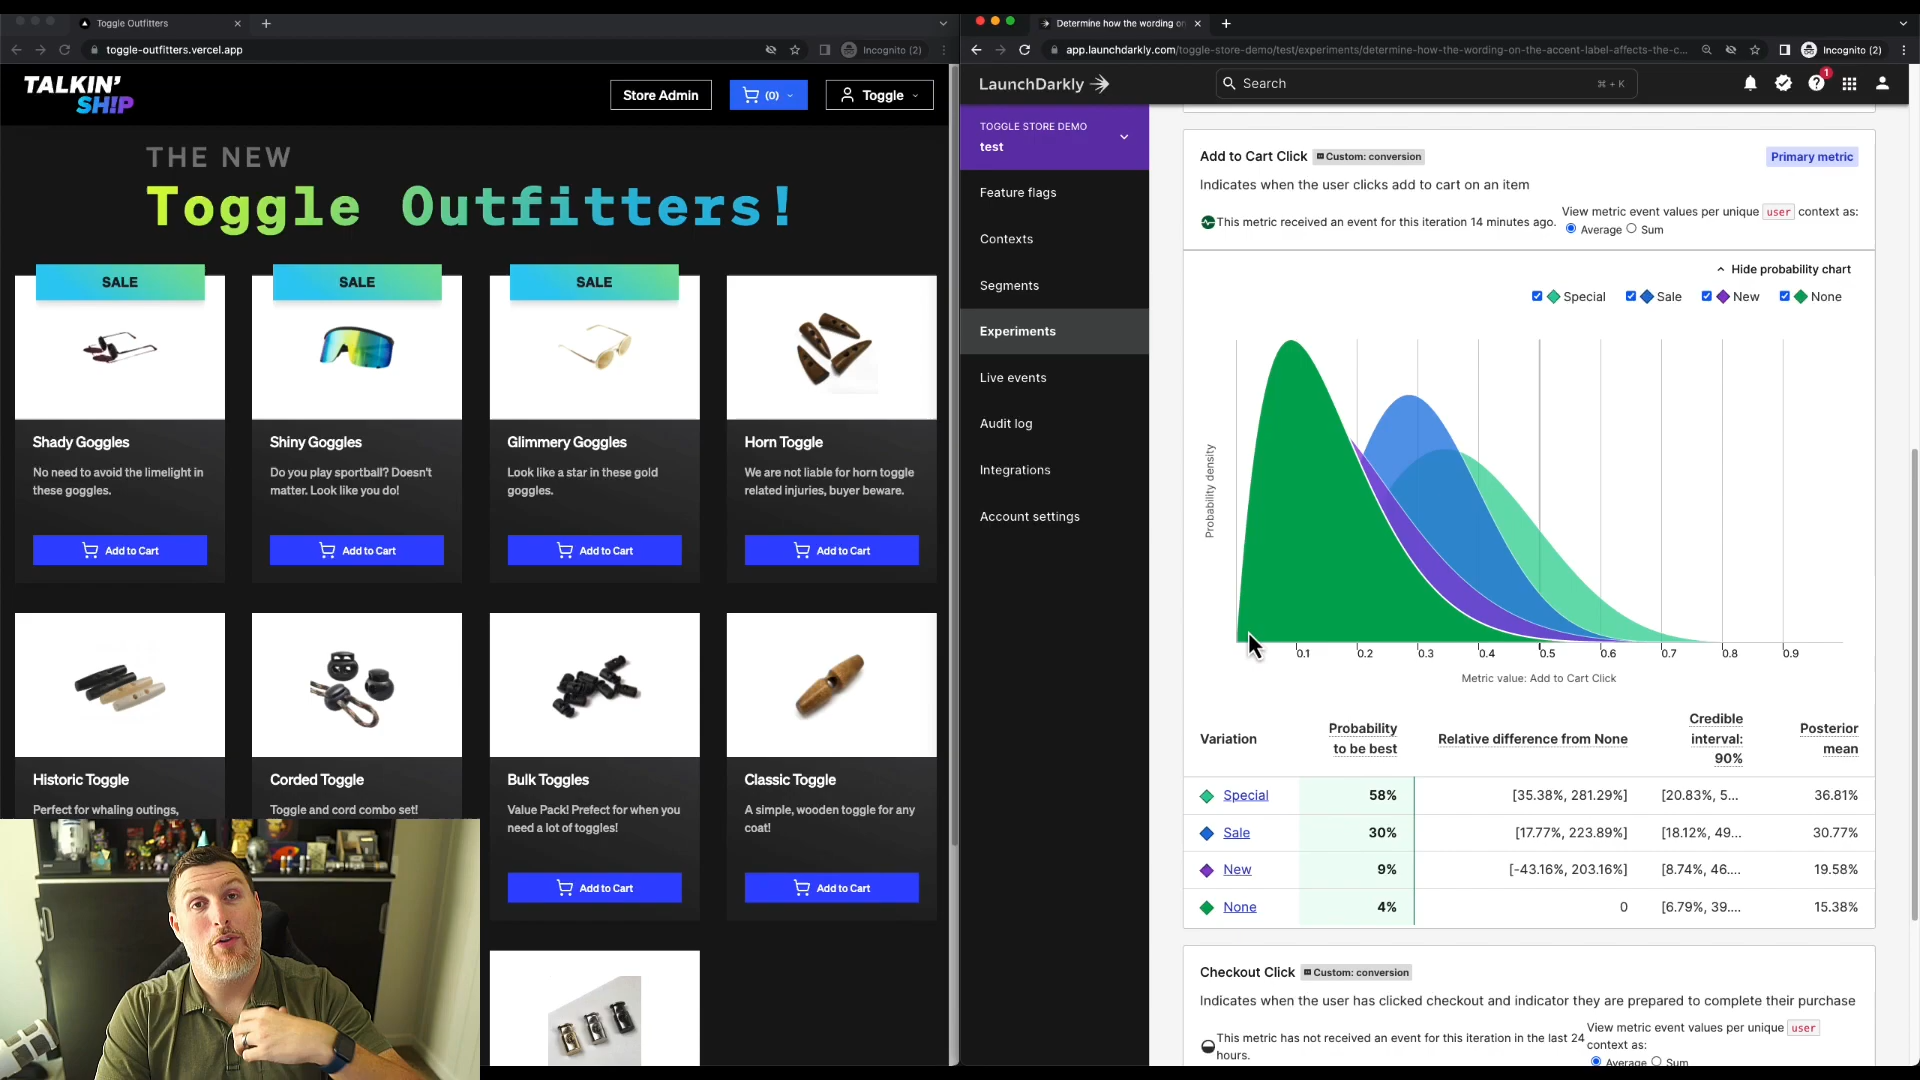 Toggle Outfitters
toggle-outfitters.vercel.app
Incognito (2)
TALKIN'
SH!P
Store Admin
(0)
Toggle
THE NEW
Toggle Outfitters!
SALE
SALE
SALE
Shady Goggles
No need to avoid the limelight in
these goggles.
Add to Cart
Shiny Goggles
Do you play sportball? Doesn't
matter. Look like you do!
Add to Cart
Glimmery Goggles
Look like a star in these gold
goggles.
Add to Cart
Horn Toggle
We are not liable for horn toggle
related injuries, buyer beware.
Add to Cart
Historic Toggle
Perfect for whaling outings,
Corded Toggle
Toggle and cord combo set!
Bulk Toggles
Value Pack! Prefect for when you
need a lot of toggles!
Add to Cart
Classic Toggle
A simple, wooden toggle for any
coat!
Add to Cart
Determine how the wording on
app.launchdarkly.com/toggle-store-demo/test/experiments/determine-how-the-wording-on-the-accent-label-affects-the-c...
Incognito (2)
LaunchDarkly
Search
⌘ + K
1
TOGGLE STORE DEMO
test
Feature flags
Contexts
Segments
Experiments
Live events
Audit log
Integrations
Account settings
Add to Cart Click Custom: conversion
Primary metric
Indicates when the user clicks add to cart on an item
This metric received an event for this iteration 14 minutes ago.
View metric event values per unique user context as:
Average Sum
Hide probability chart
Special Sale New None
Probability density
0.1 0.2 0.3 0.4 0.5 0.6 0.7 0.8 0.9
Metric value: Add to Cart Click
Variation
Probability
to be best
Relative difference from None
Credible
interval:
90%
Posterior
mean
Special 58% [35.38%, 281.29%] [20.83%, 5... 36.81%
Sale 30% [17.77%, 223.89%] [18.12%, 49... 30.77%
New 9% [-43.16%, 203.16%] [8.74%, 46.... 19.58%
None 4% 0 [6.79%, 39.... 15.38%
Checkout Click Custom: conversion
Indicates when the user has clicked checkout and indicator they are prepared to complete their purchase
This metric has not received an event for this iteration in the last 24
hours.
View metric event values per unique user
context as:
Average Sum